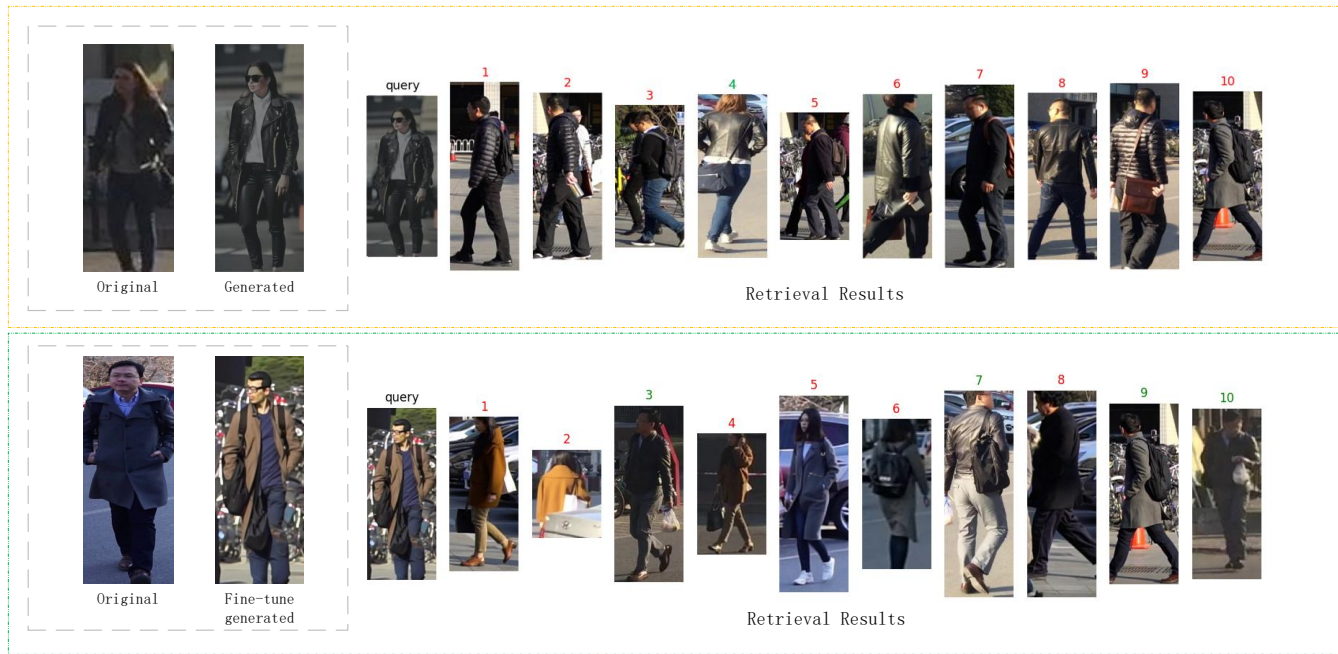 Original
Generated
query
1
2
3
4
5
6
7
8
9
10
Retrieval Results
Original
Fine-tune
generated
query
1
2
3
4
5
6
7
8
9
10
Retrieval Results